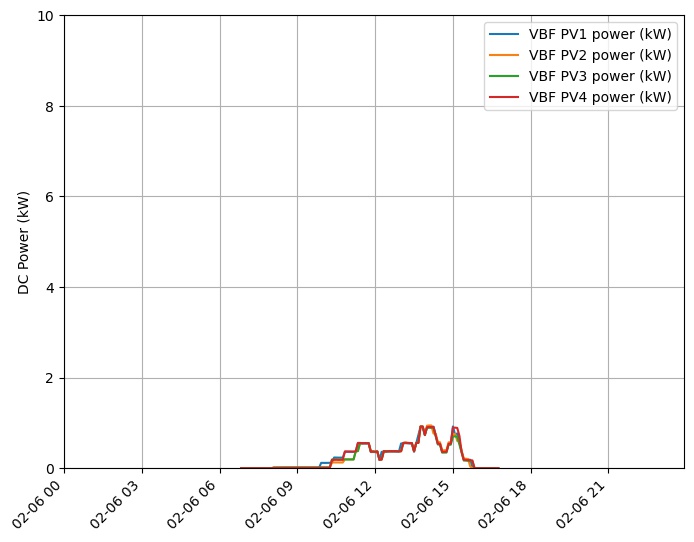 10
VBF PV1 power (kW)
VBF PV2 power (kW)
VBF PV3 power (kW)
VBF PV4 power (kW)
8
6
4
2
0
DC Power (kW)
02-06 00
02-06 03
02-06 06
02-06 09
02-06 12
02-06 15
02-06 18
02-06 21